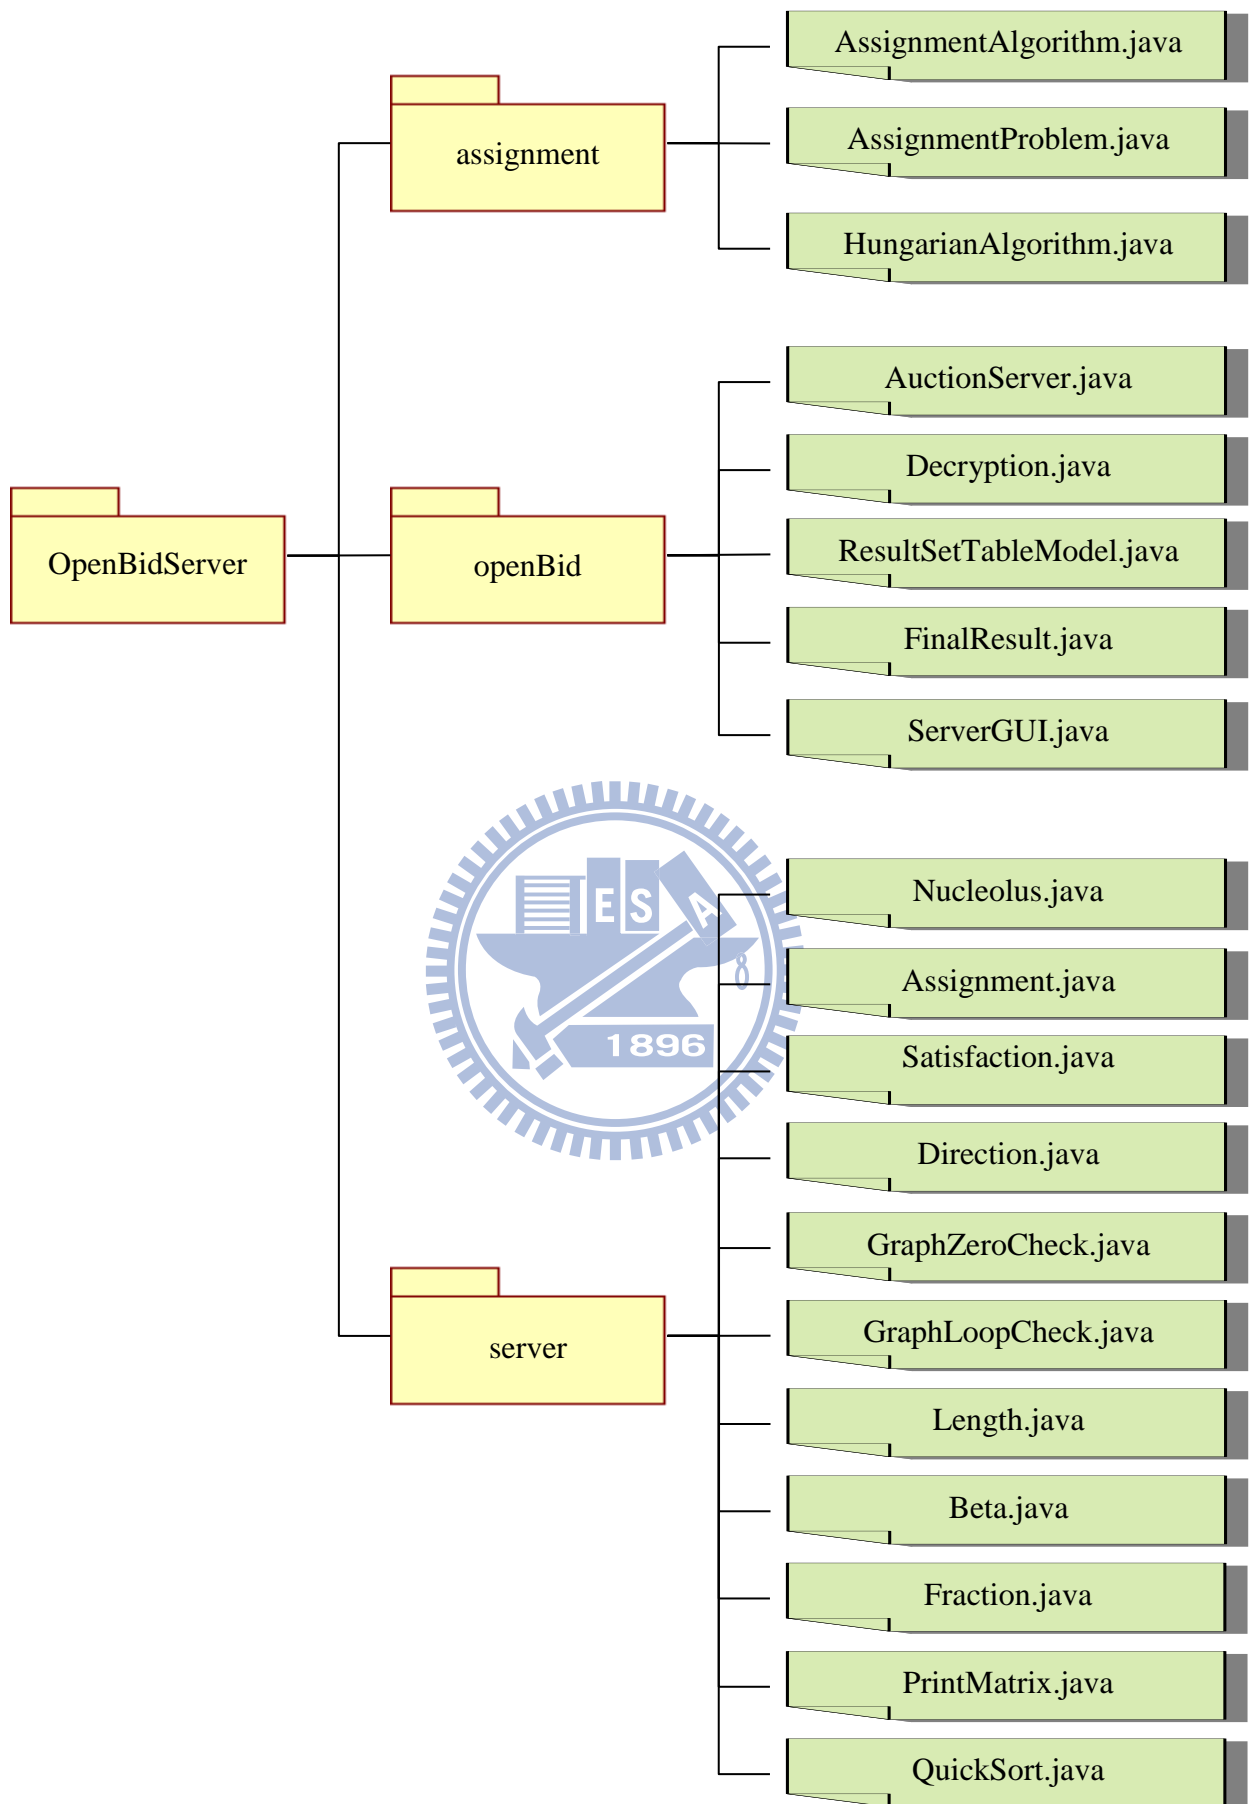 AssignmentAlgorithm.java
assignment
AssignmentProblem.java
HungarianAlgorithm.java
AuctionServer.java
Decryption.java
OpenBidServer
openBid
ResultSetTableModel.java
FinalResult.java
ServerGUI.java
Nucleolus.java
E S A
Assignment.java
1896
Satisfaction.java
Direction.java
GraphZeroCheck.java
server
GraphLoopCheck.java
Length.java
Beta.java
Fraction.java
PrintMatrix.java
QuickSort.java